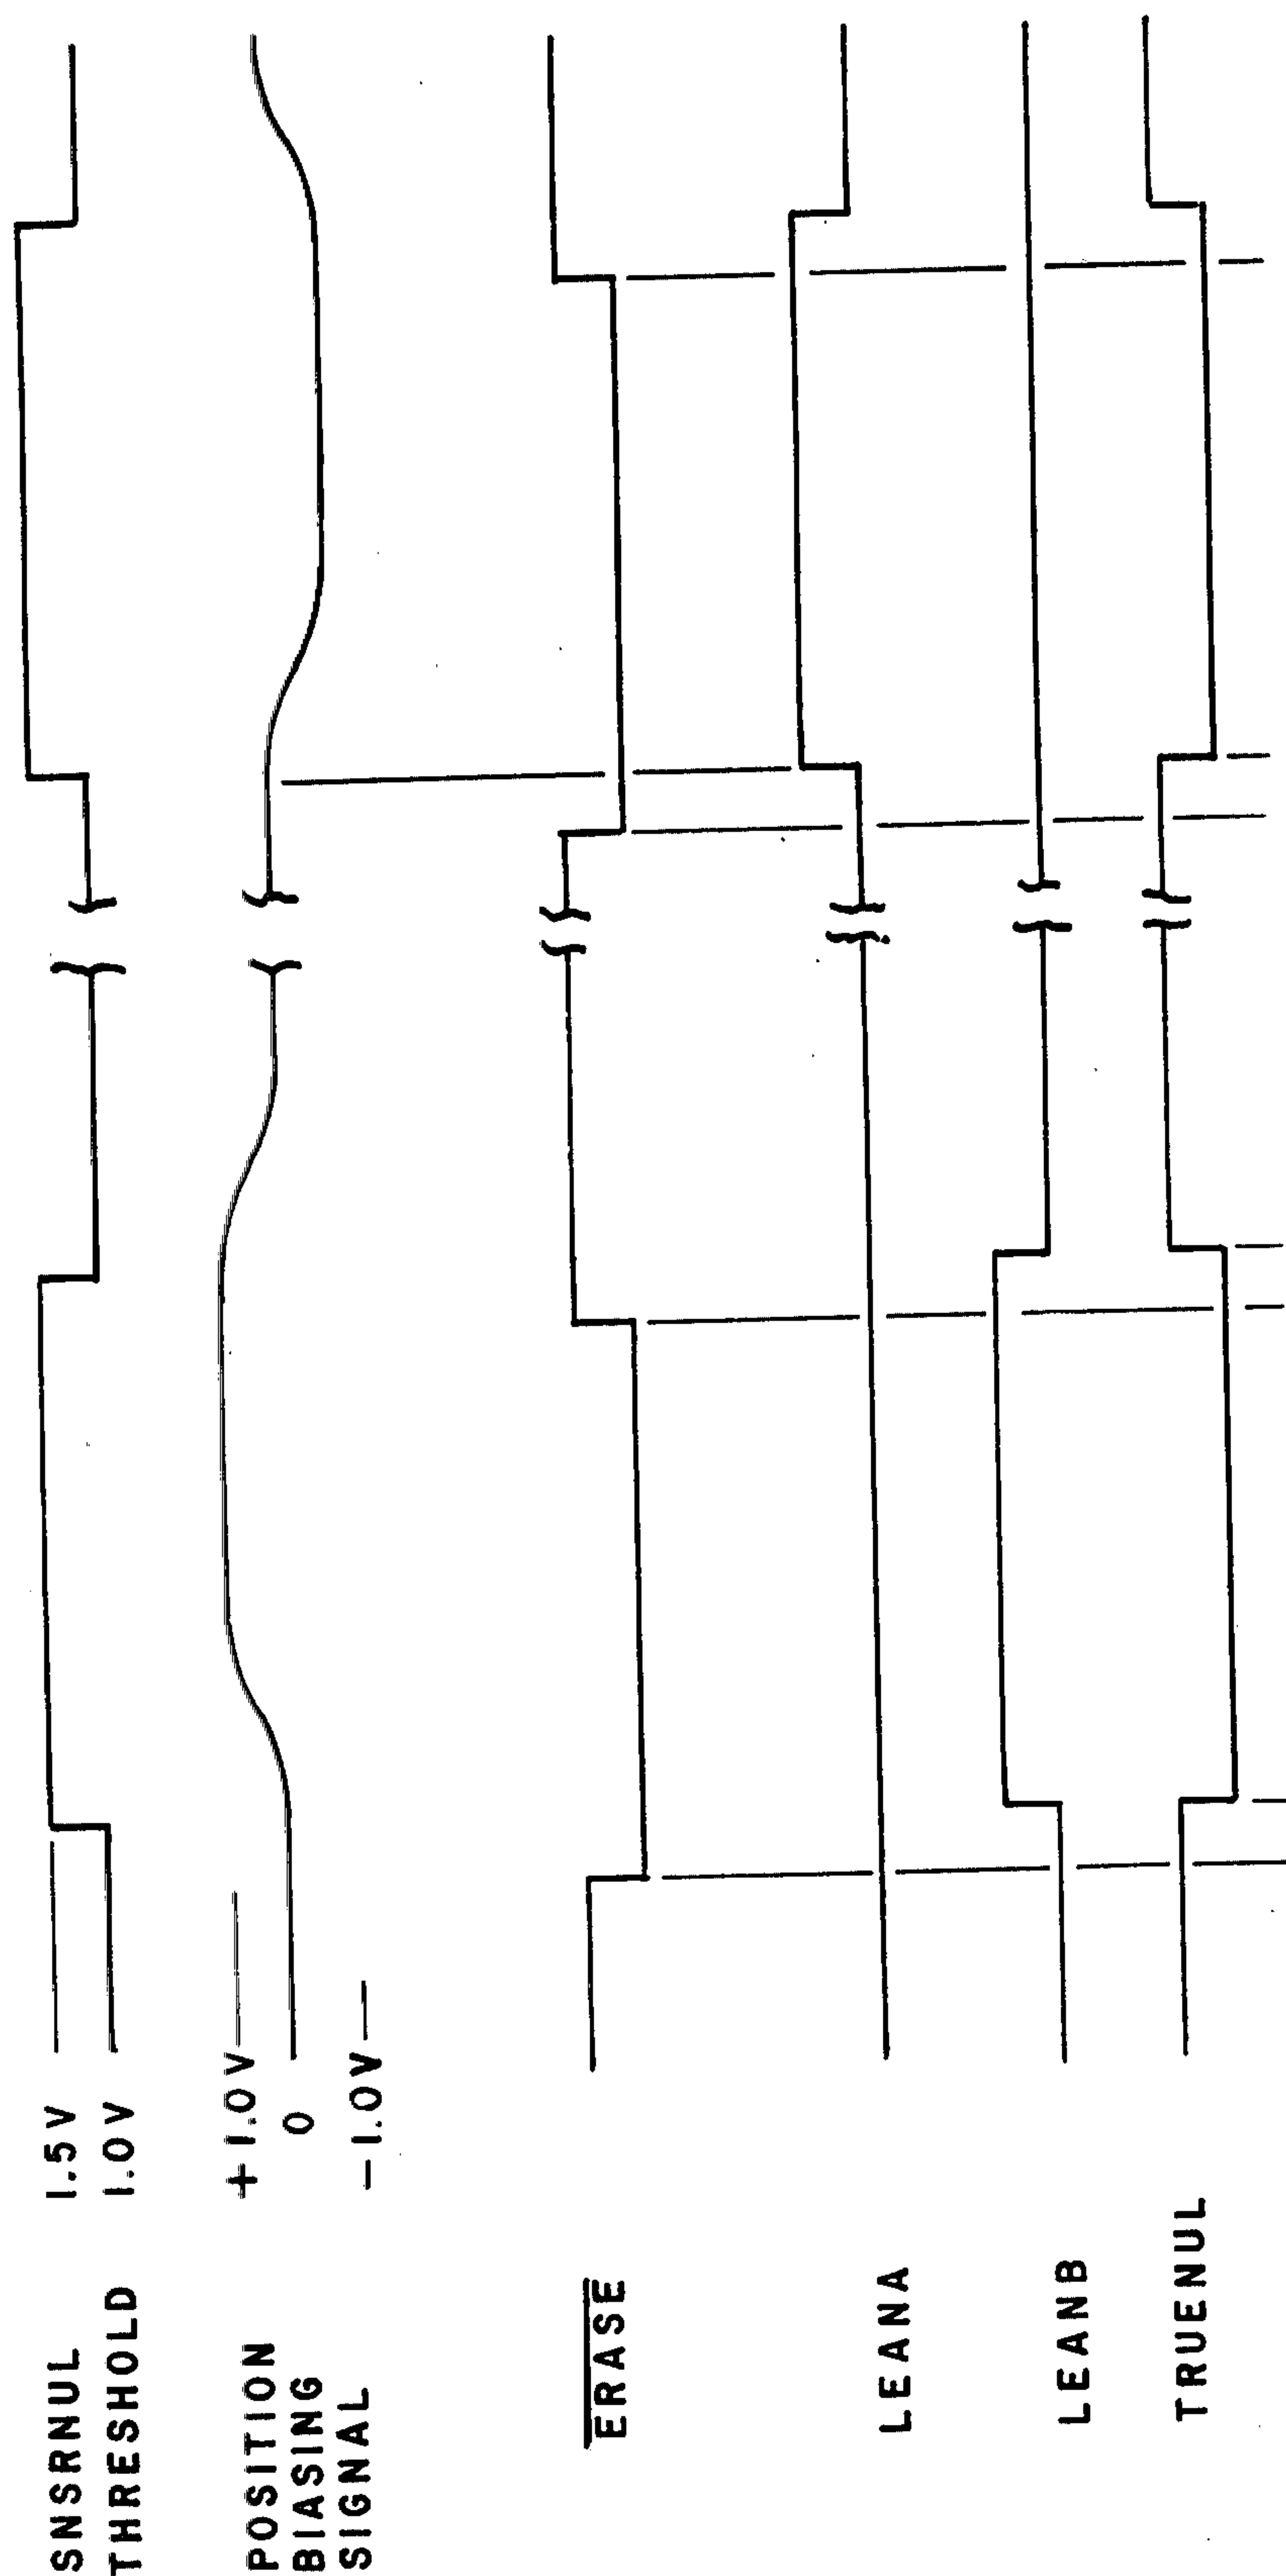 SNSRNUL 1.5V
THRESHOLD 1.0V
+1.0V
POSITION
BIASING 0
SIGNAL -1.0V
ERASE
LEANA
LEANB
TRUENUL